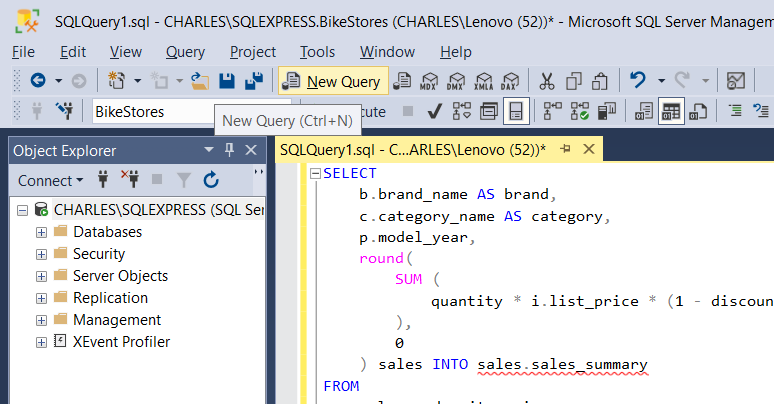 SQLQuery1.sql - CHARLES\SQLEXPRESS.BikeStores (CHARLES\Lenovo (52))* - Microsoft SQL Server Managem
File Edit View Query Project Tools Window Help
New Query MDX DMX XMLA DAX
BikeStores cute
New Query (Ctrl+N)
Object Explorer
Connect
CHARLES\SQLEXPRESS (SQL Ser
Databases
Security
Server Objects
Replication
Management
XEvent Profiler
SQLQuery1.sql - C...ARLES\Lenovo (52))*
SELECT
b.brand_name AS brand,
c.category_name AS category,
p.model_year,
round(
SUM (
quantity * i.list_price * (1 - discoun
),
0
) sales INTO sales.sales_summary
FROM